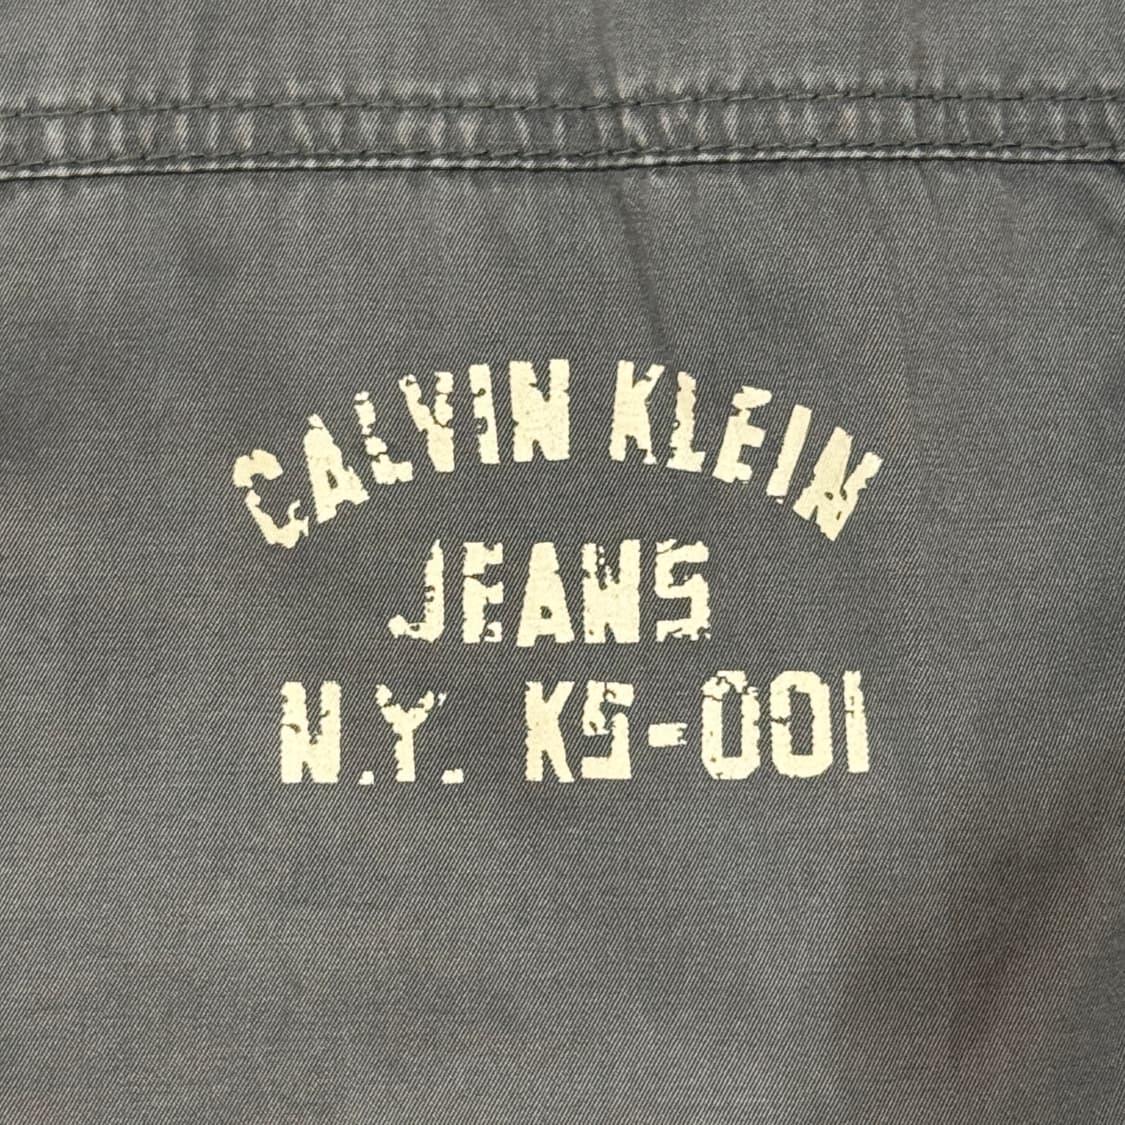 CALVIN KLEIN
JEANS
N.Y. KS-001